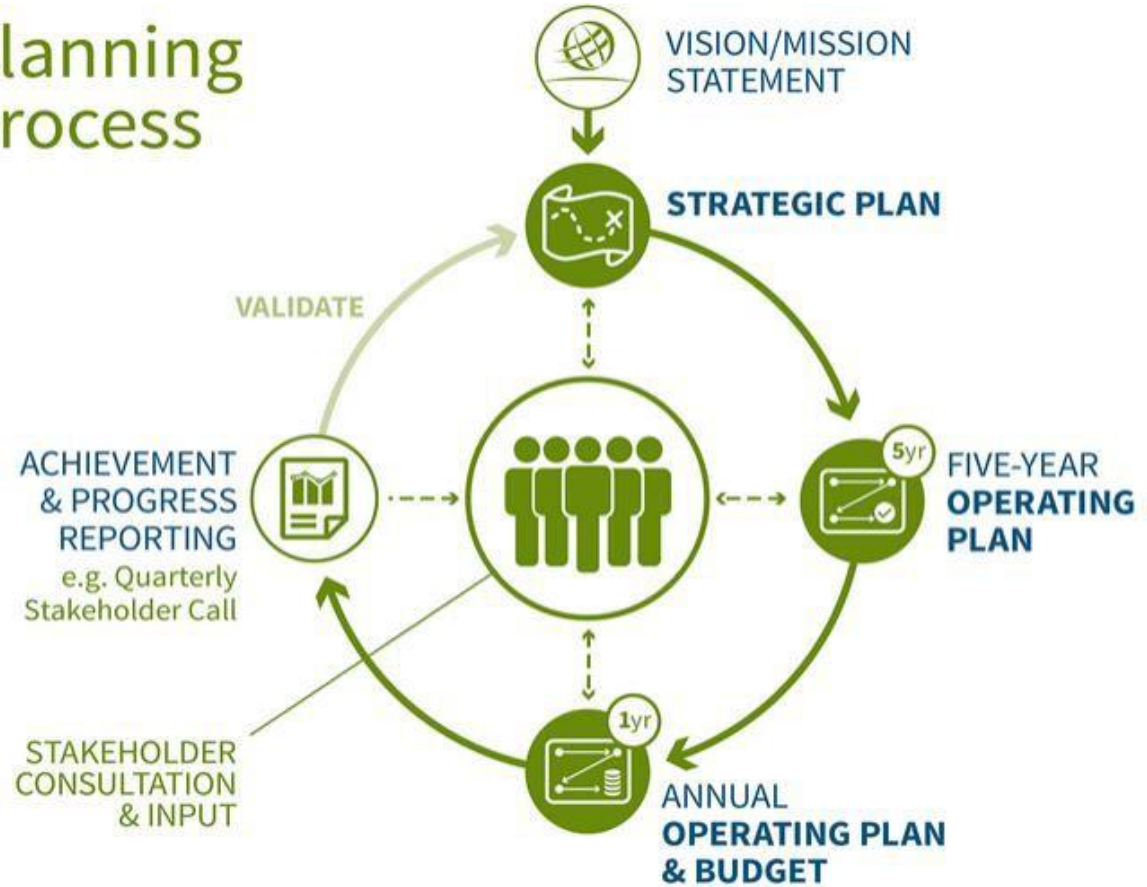 lanning
rocess
VISION/MISSION
STATEMENT
STRATEGIC PLAN
VALIDATE
5yr
FIVE-YEAR
OPERATING
PLAN
ACHIEVEMENT
& PROGRESS
REPORTING
e.g. Quarterly
Stakeholder Call
1yr
STAKEHOLDER
CONSULTATION
& INPUT
ANNUAL
OPERATING PLAN
& BUDGET